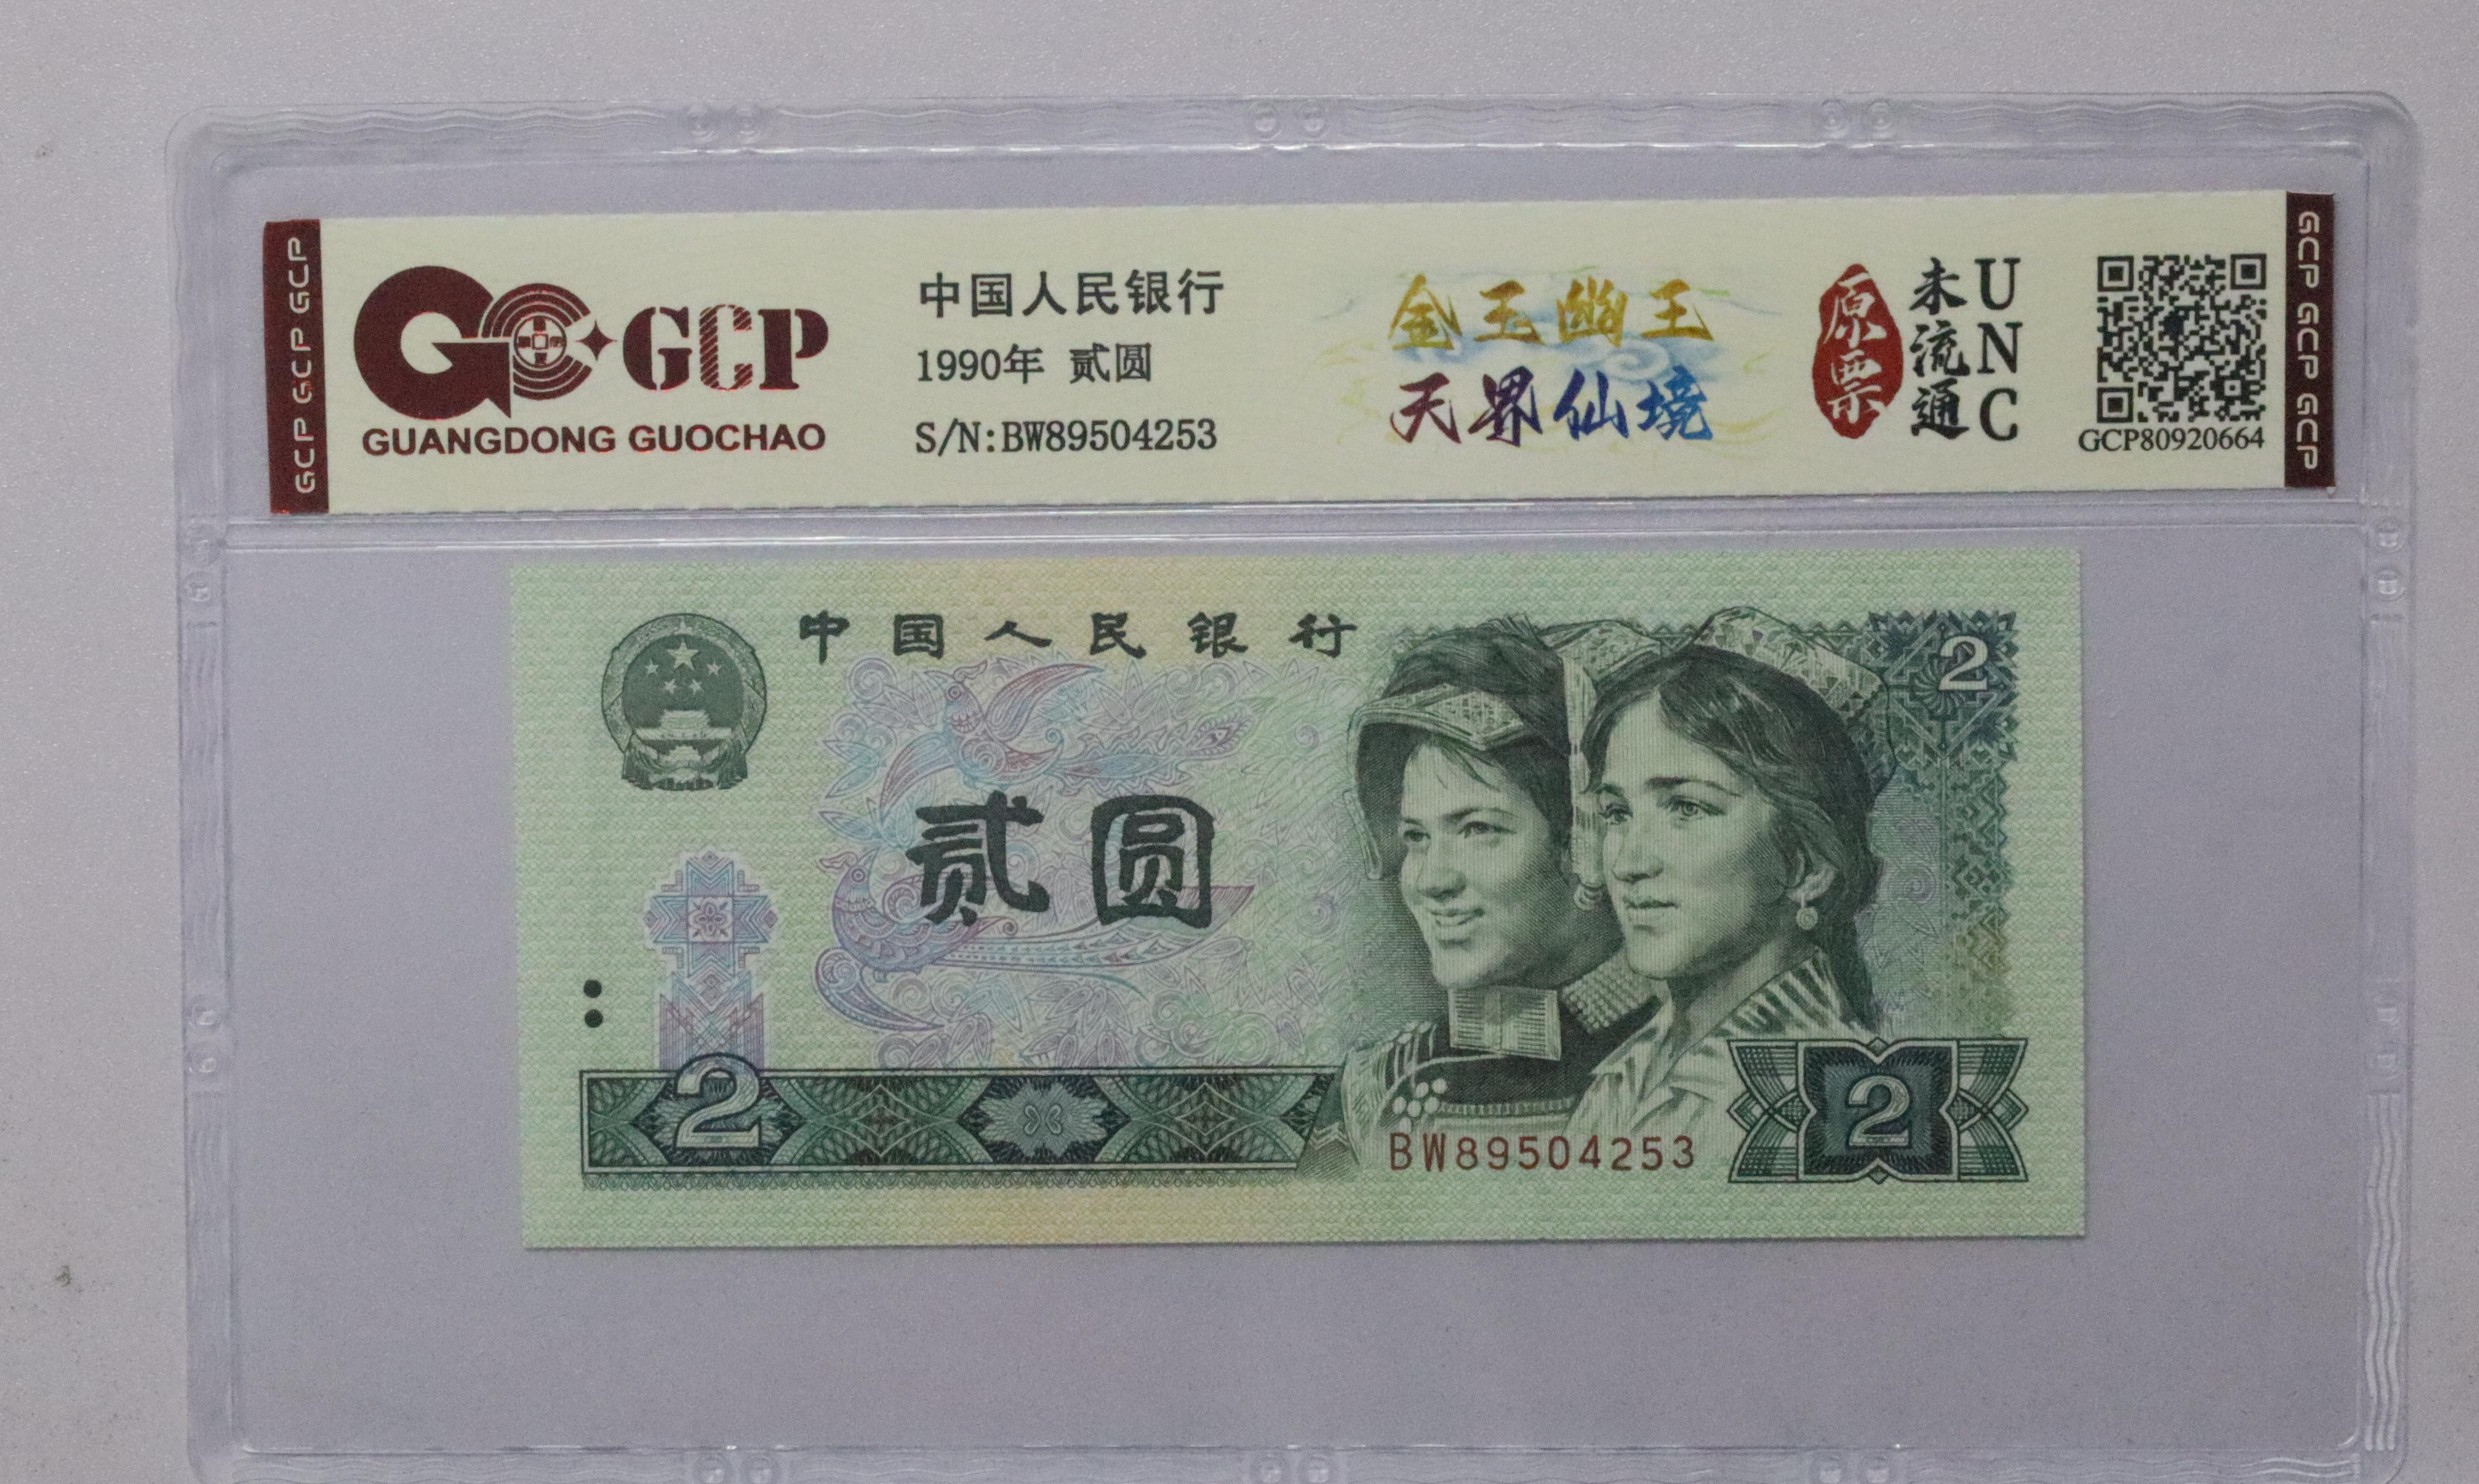 GCP GCP GCP
GCP
GUANGDONG GUOCHAO
中国人民银行
1990年 贰圆
S/N:BW89504253
金玉幽王
天界仙境
原票
未流通
UNC
GCP80920664
GCP GCP GCP
中国人民银行
2
贰圆
2
BW89504253
2